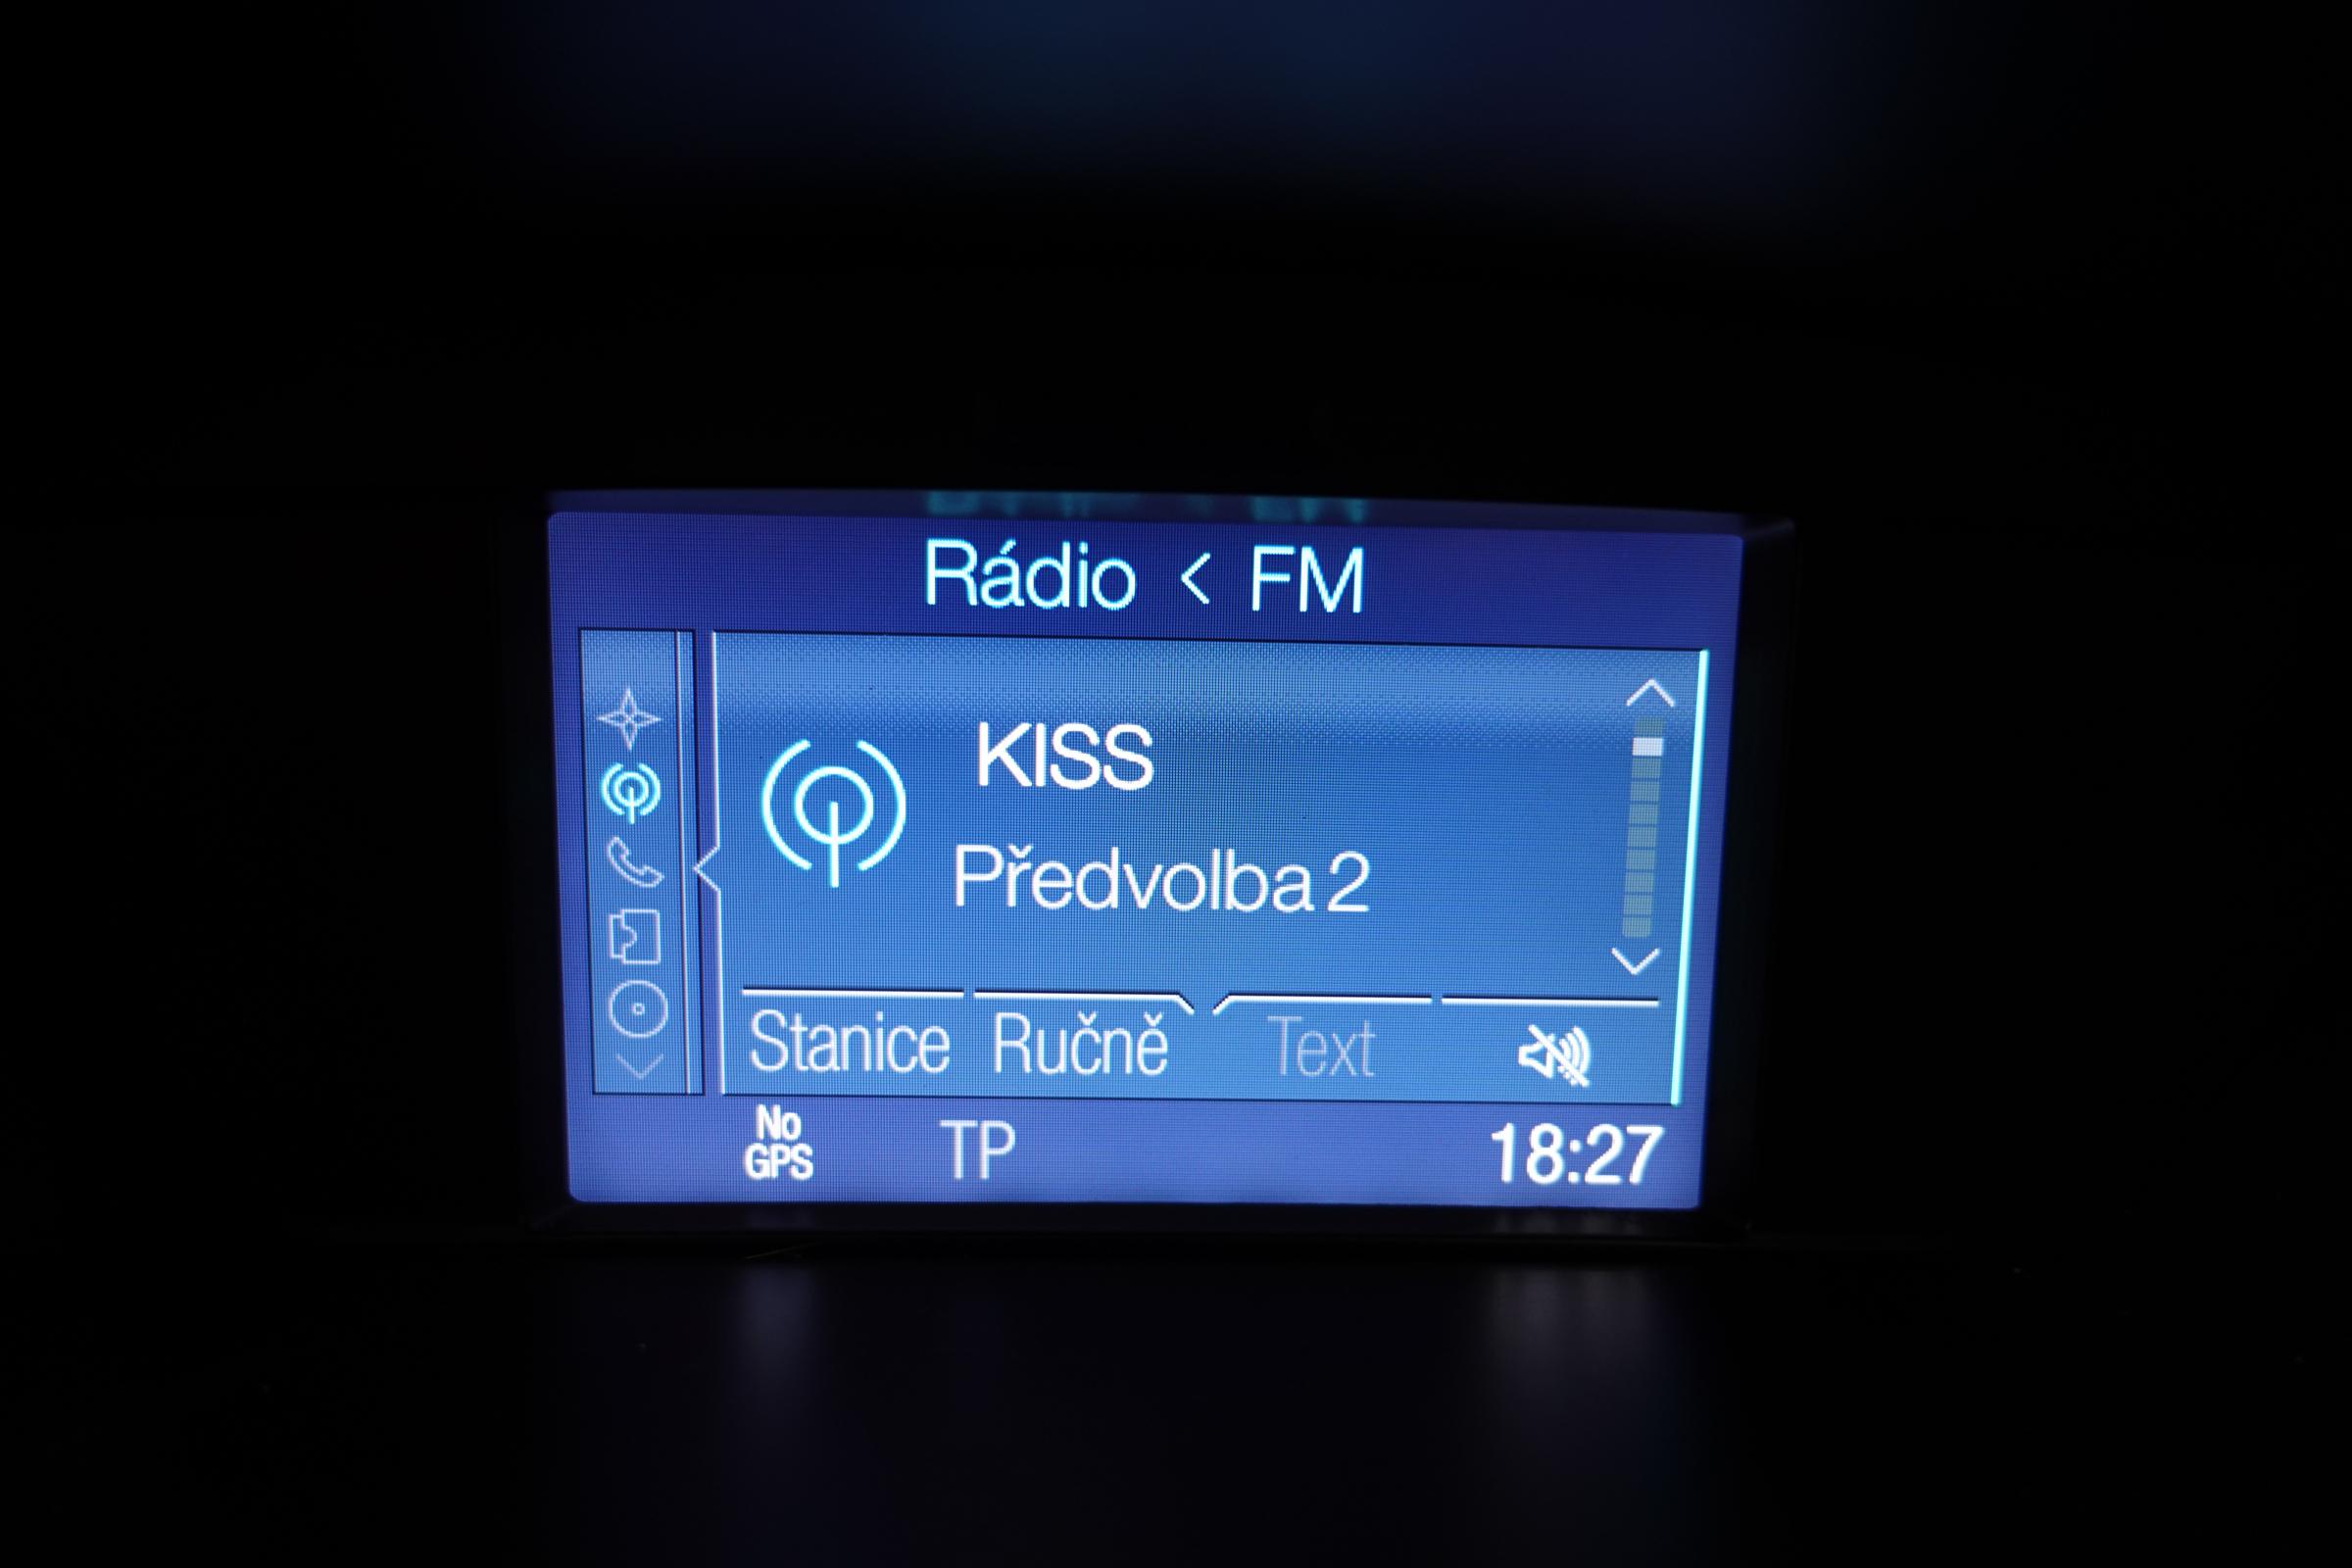 Rádio < FM
KISS
Předvolba 2
Stanice Ručně Text
No
GPS
TP
18:27